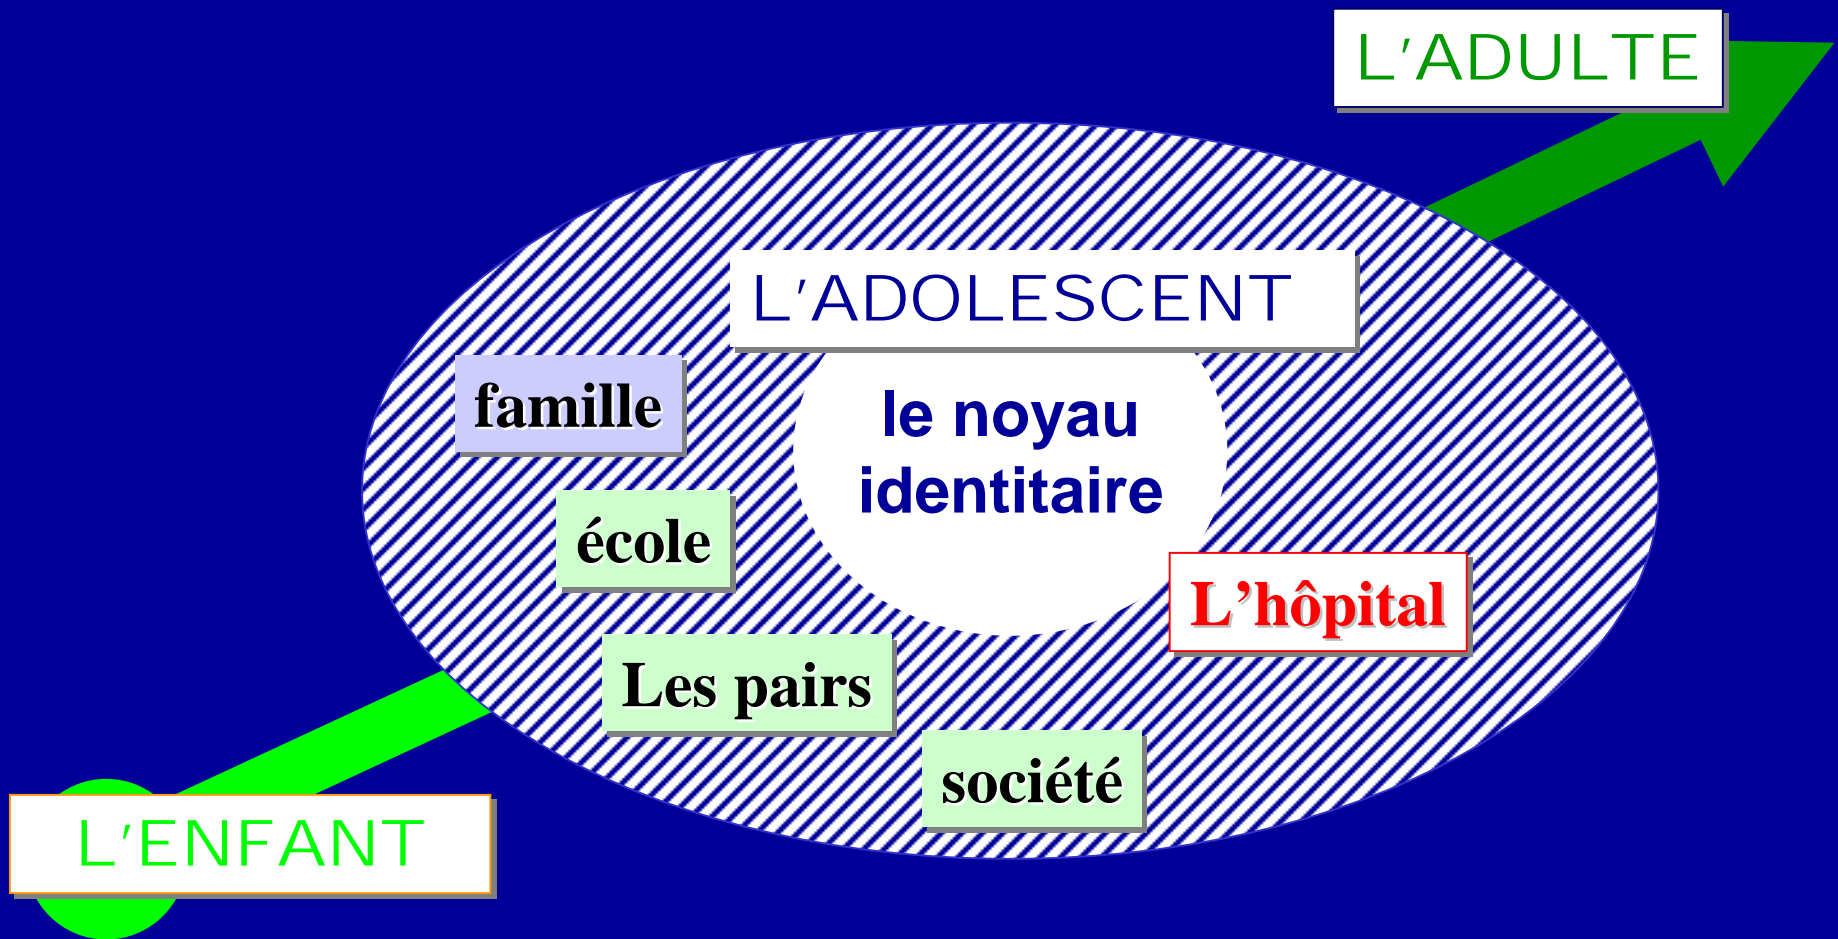 L'ADULTE
L'ADOLESCENT
famille
le noyau
identitaire
école
L’hôpital
Les pairs
société
L'ENFANT